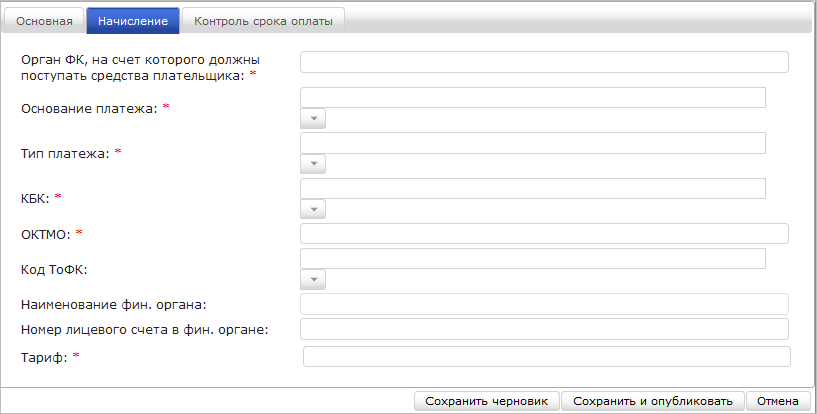 Основная Начисление Контроль срока оплаты
Орган ФК, на счет которого должны
поступать средства плательщика: *
Основание платежа: *
Тип платежа: *
КБК: *
ОКТМО: *
Код ТоФК:
Наименование фин. органа:
Номер лицевого счета в фин. органе:
Тариф: *
Сохранить черновик Сохранить и опубликовать Отмена